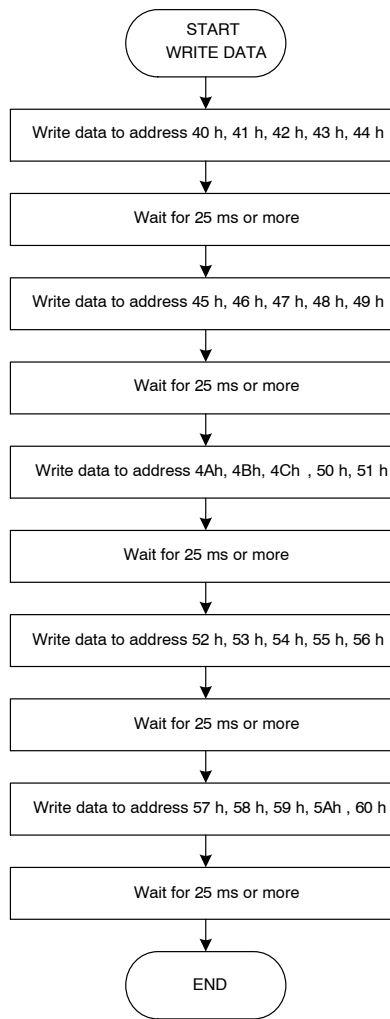 START
WRITE DATA
Write data to address 40 h, 41 h, 42 h, 43 h, 44 h
Wait for 25 ms or more
Write data to address 45 h, 46 h, 47 h, 48 h, 49 h
Wait for 25 ms or more
Write data to address 4Ah, 4Bh, 4Ch , 50 h, 51 h
Wait for 25 ms or more
Write data to address 52 h, 53 h, 54 h, 55 h, 56 h
Wait for 25 ms or more
Write data to address 57 h, 58 h, 59 h, 5Ah , 60 h
Wait for 25 ms or more
END